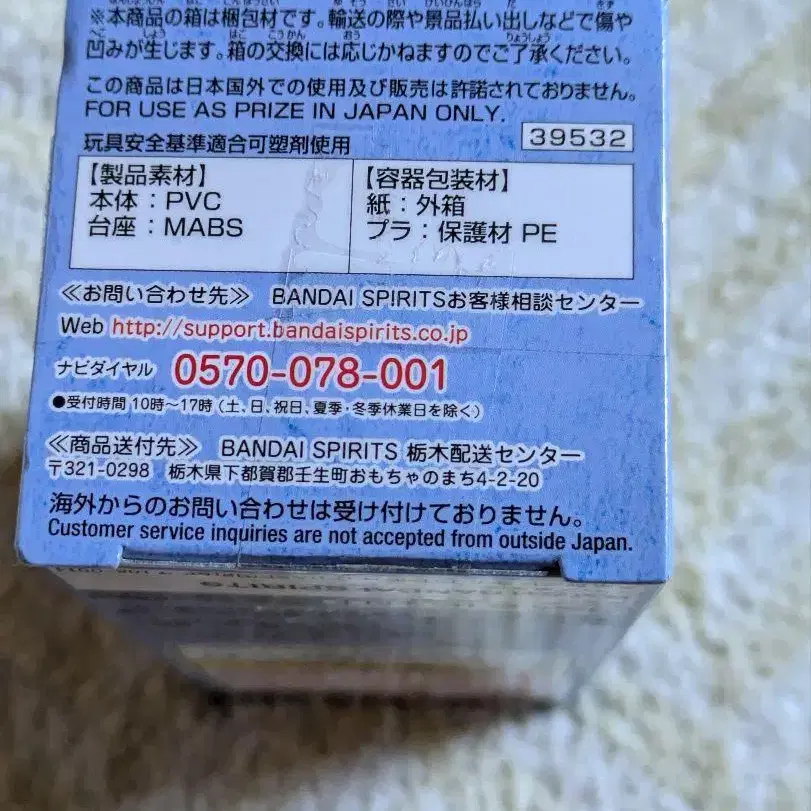 ※本商品の箱は梱包材です。輸送の際や景品払い出しなどで傷や
凹みが生じます。箱の交換には応じかねますのでご了承ください。
この商品は日本国外での使用及び販売は許諾されておりません。
FOR USE AS PRIZE IN JAPAN ONLY.
玩具安全基準適合可塑剤使用
39532
【製品素材】
本体：PVC
台座：MABS
【容器包装材】
紙：外箱
プラ：保護材 PE
≪お問い合わせ先≫ BANDAI SPIRITSお客様相談センター
Web http://support.bandaispirits.co.jp
ナビダイヤル 0570-078-001
●受付時間 10時～17時 (土、日、祝日、夏季・冬季休業日を除く)
≪商品送付先≫ BANDAI SPIRITS 栃木配送センター
〒321-0298 栃木県下都賀郡壬生町おもちゃのまち4-2-20
海外からのお問い合わせは受け付けておりません。
Customer service inquiries are not accepted from outside Japan.